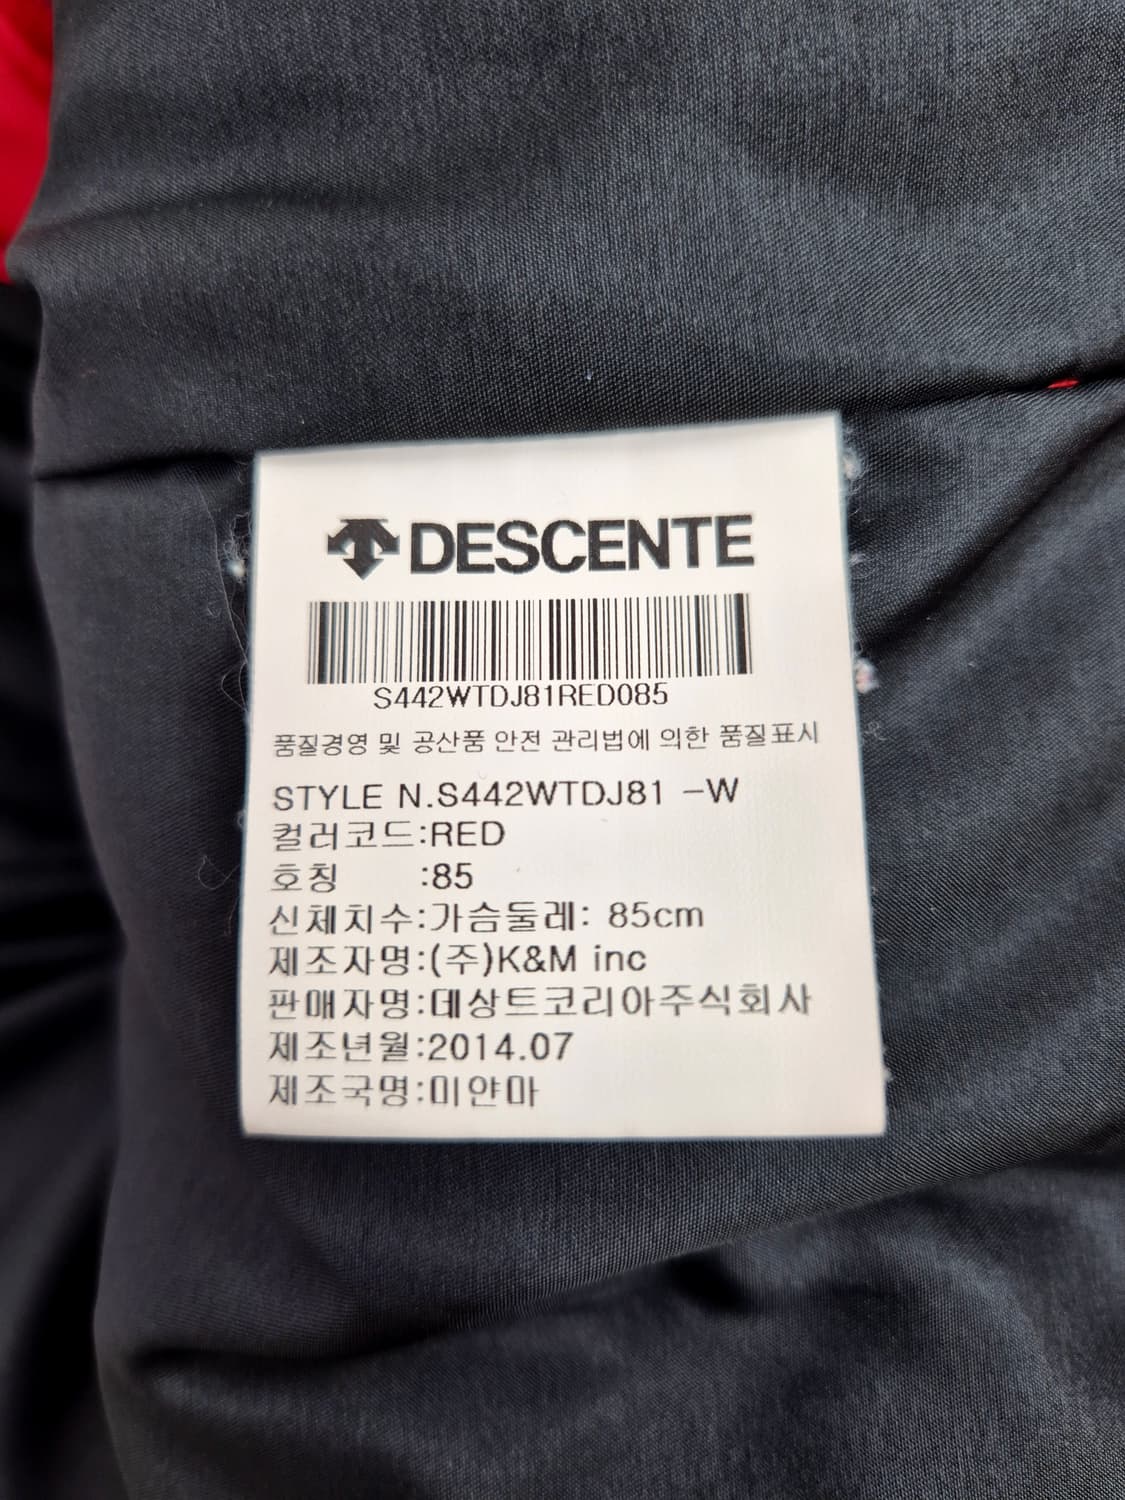 DESCENTE
S442WTDJ81RED085
품질경영 및 공산품 안전 관리법에 의한 품질표시
STYLE N.S442WTDJ81 -W
컬러코드:RED
호칭 :85
신체치수:가슴둘레: 85cm
제조자명:(주)K&M inc
판매자명:데상트코리아주식회사
제조년월:2014.07
제조국명:미얀마